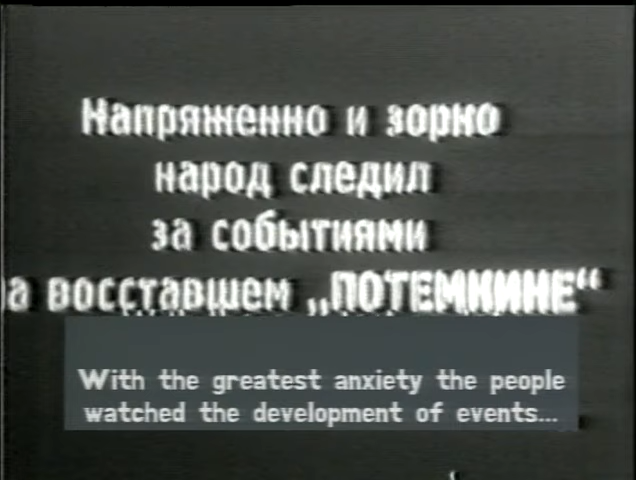 Напряженно и зорко
народ следил
за событиями
а восставшем „ПОТЕМКИНЕ“
With the greatest anxiety the people
watched the development of events...